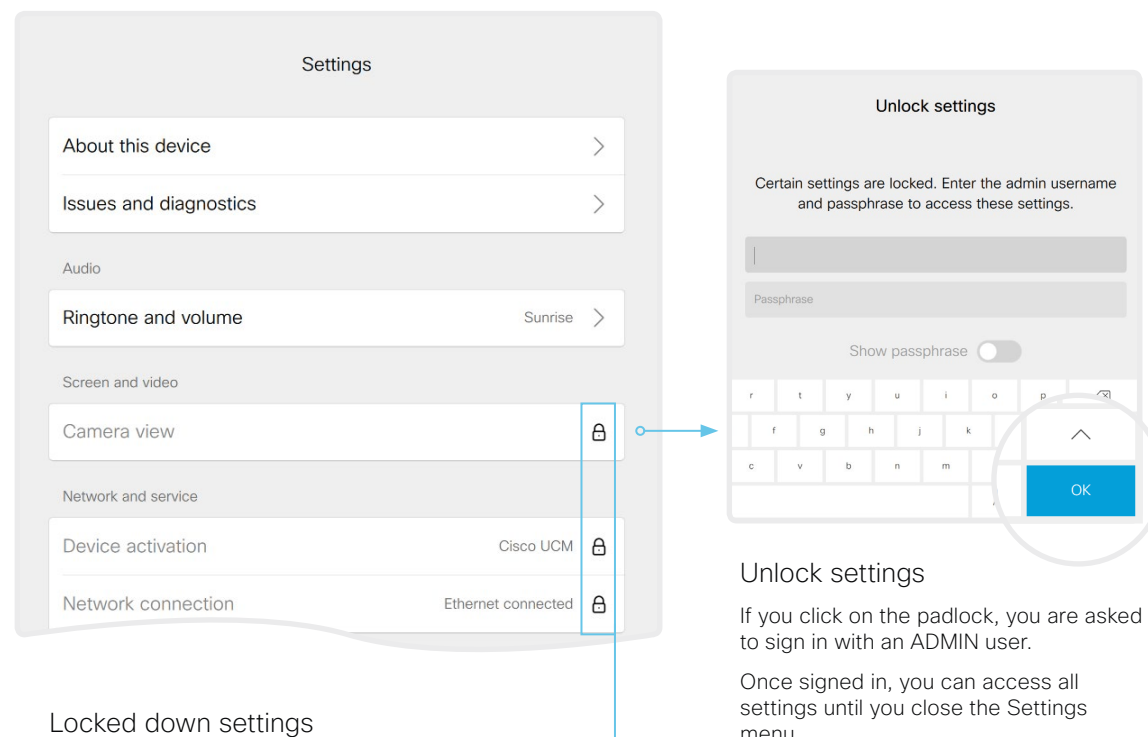 Settings
About this device
Issues and diagnostics
Audio
Ringtone and volume Sunrise
Screen and video
Camera view
Network and service
Device activation Cisco UCM
Network connection Ethernet connected
Locked down settings
Unlock settings
Certain settings are locked. Enter the admin username
and passphrase to access these settings.
Passphrase
Show passphrase
r t y u i o p
f g h j k
c v b n m
OK
Unlock settings
If you click on the padlock, you are asked
to sign in with an ADMIN user.
Once signed in, you can access all
settings until you close the Settings
menu